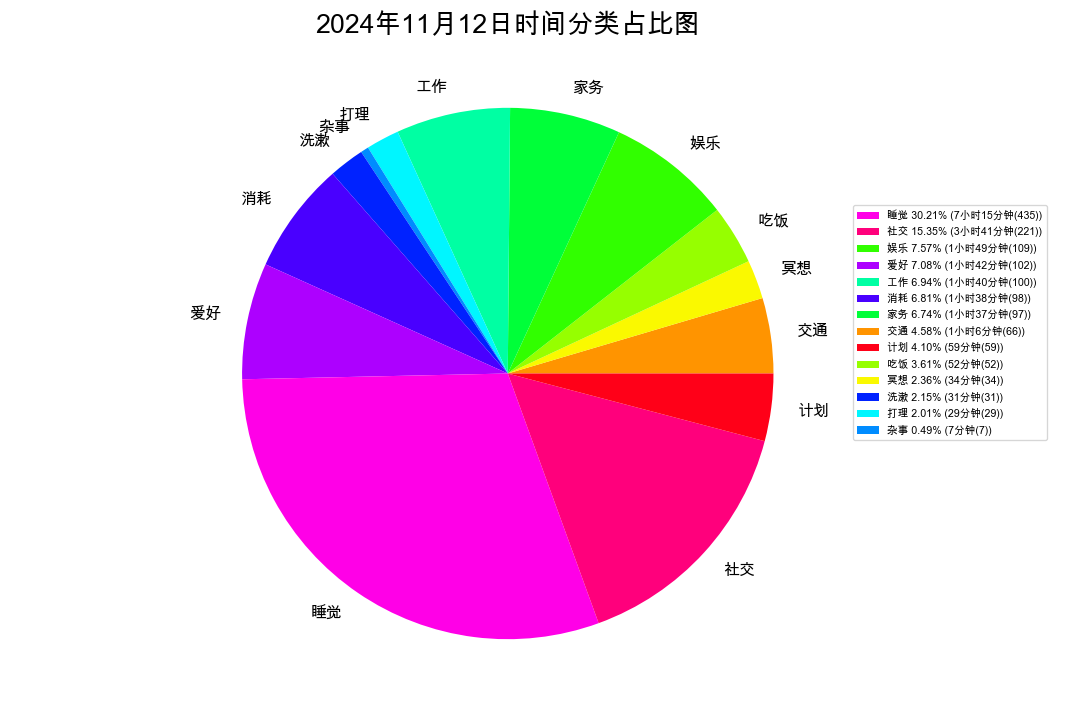 2024年11月12日时间分类占比图
工作
家务
打理
杂事
洗漱
娱乐
消耗
吃饭
冥想
爱好
交通
计划
社交
睡觉
睡觉 30.21% (7小时15分钟(435))
社交 15.35% (3小时41分钟(221))
娱乐 7.57% (1小时49分钟(109))
爱好 7.08% (1小时42分钟(102))
工作 6.94% (1小时40分钟(100))
消耗 6.81% (1小时38分钟(98))
家务 6.74% (1小时37分钟(97))
交通 4.58% (1小时6分钟(66))
计划 4.10% (59分钟(59))
吃饭 3.61% (52分钟(52))
冥想 2.36% (34分钟(34))
洗漱 2.15% (31分钟(31))
打理 2.01% (29分钟(29))
杂事 0.49% (7分钟(7))